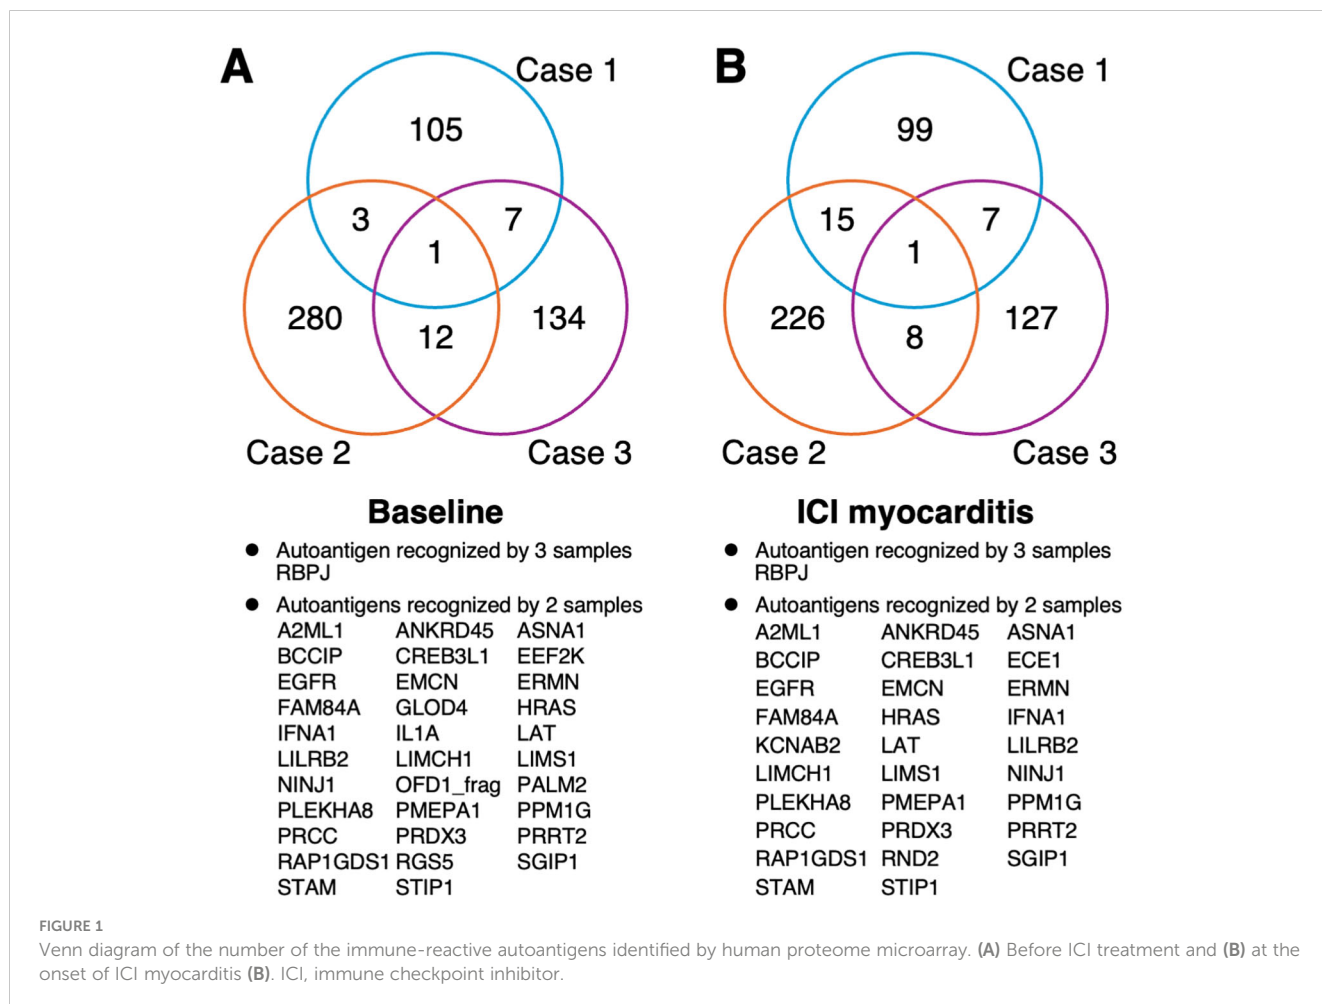 A
Case 1
105
3
7
1
280
12
134
Case 2
Case 3
Baseline
● Autoantigen recognized by 3 samples
RBPJ
● Autoantigens recognized by 2 samples
A2ML1 ANKRD45 ASNA1
BCCIP CREB3L1 EEF2K
EGFR EMCN ERMN
FAM84A GLOD4 HRAS
IFNA1 IL1A LAT
LILRB2 LIMCH1 LIMS1
NINJ1 OFD1_frag PALM2
PLEKHA8 PMEPA1 PPM1G
PRCC PRDX3 PRRT2
RAP1GDS1 RGS5 SGIP1
STAM STIP1
B
Case 1
99
15
7
1
226
8
127
Case 2
Case 3
ICI myocarditis
● Autoantigen recognized by 3 samples
RBPJ
● Autoantigens recognized by 2 samples
A2ML1 ANKRD45 ASNA1
BCCIP CREB3L1 ECE1
EGFR EMCN ERMN
FAM84A HRAS IFNA1
KCNAB2 LAT LILRB2
LIMCH1 LIMS1 NINJ1
PLEKHA8 PMEPA1 PPM1G
PRCC PRDX3 PRRT2
RAP1GDS1 RND2 SGIP1
STAM STIP1
FIGURE 1
Venn diagram of the number of the immune-reactive autoantigens identified by human proteome microarray. (A) Before ICI treatment and (B) at the
onset of ICI myocarditis (B). ICI, immune checkpoint inhibitor.